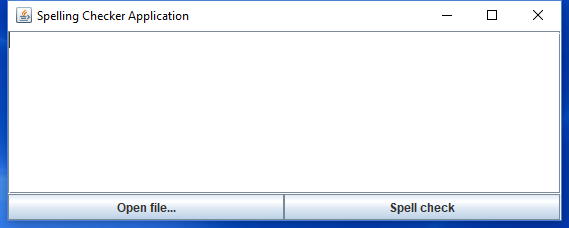 Spelling Checker Application
Open file...
Spell check